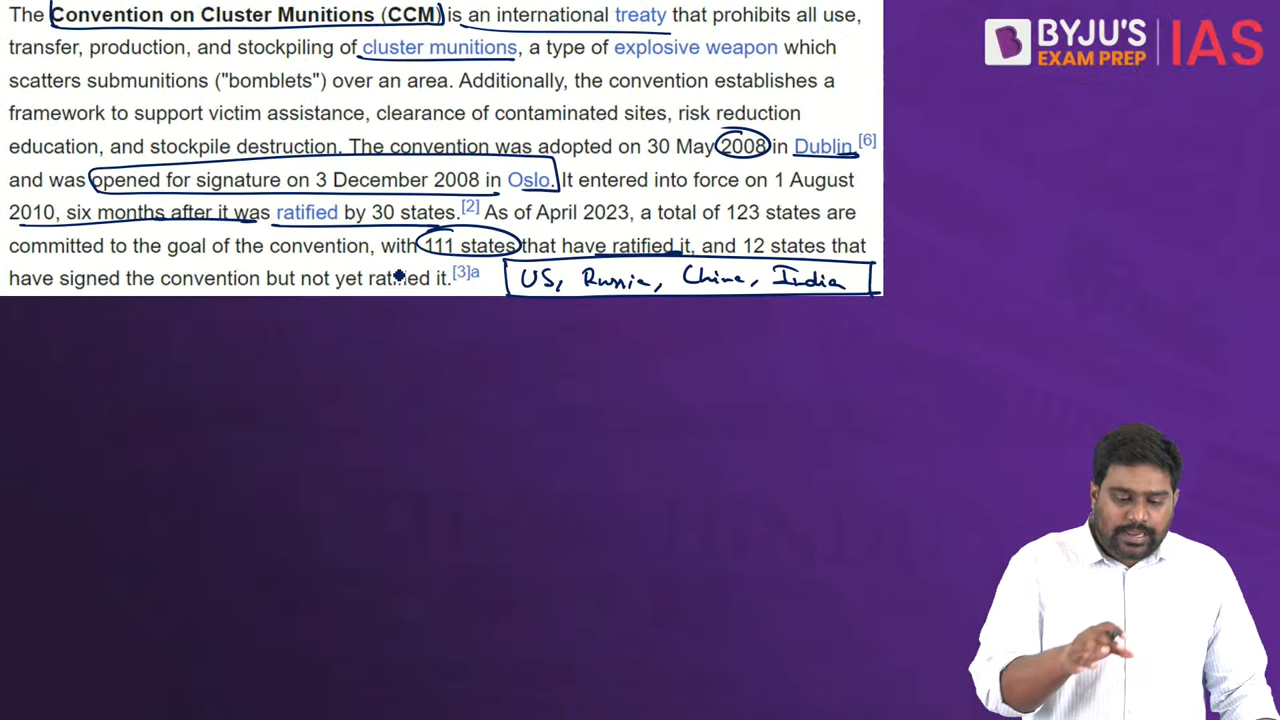 The Convention on Cluster Munitions (CCM) is an international treaty that prohibits all use,
transfer, production, and stockpiling of cluster munitions, a type of explosive weapon which
scatters submunitions ("bomblets") over an area. Additionally, the convention establishes a
framework to support victim assistance, clearance of contaminated sites, risk reduction
education, and stockpile destruction. The convention was adopted on 30 May 2008 in Dublin,[6]
and was opened for signature on 3 December 2008 in Oslo. It entered into force on 1 August
2010, six months after it was ratified by 30 states.[2] As of April 2023, a total of 123 states are
committed to the goal of the convention, with 111 states that have ratified it, and 12 states that
have signed the convention but not yet ratified it.[3]a
US, Russia, China, India
BYJU'S
EXAM PREP
IAS